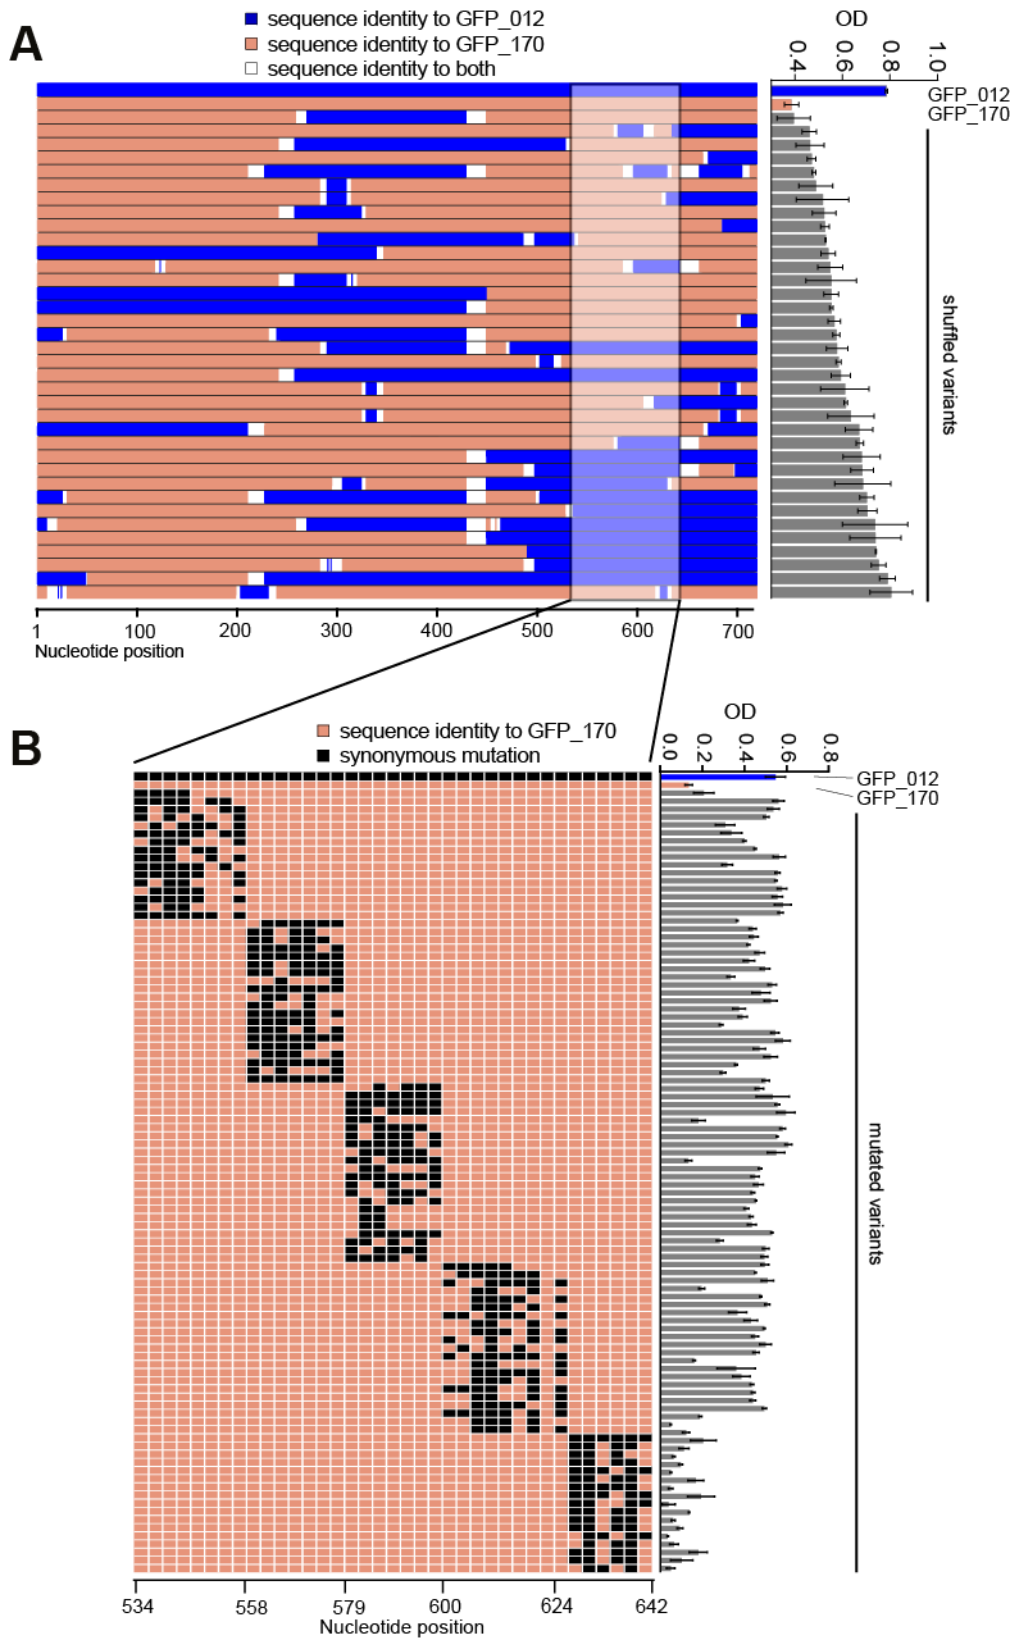 A
sequence identity to GFP_012
sequence identity to GFP_170
sequence identity to both
OD
0.4 0.6 0.8 1.0
GFP_012
GFP_170
shuffled variants
1 100 200 300 400 500 600 700
Nucleotide position
B
sequence identity to GFP_170
synonymous mutation
OD
0.0 0.2 0.4 0.6 0.8
GFP_012
GFP_170
mutated variants
534 558 579 600 624 642
Nucleotide position